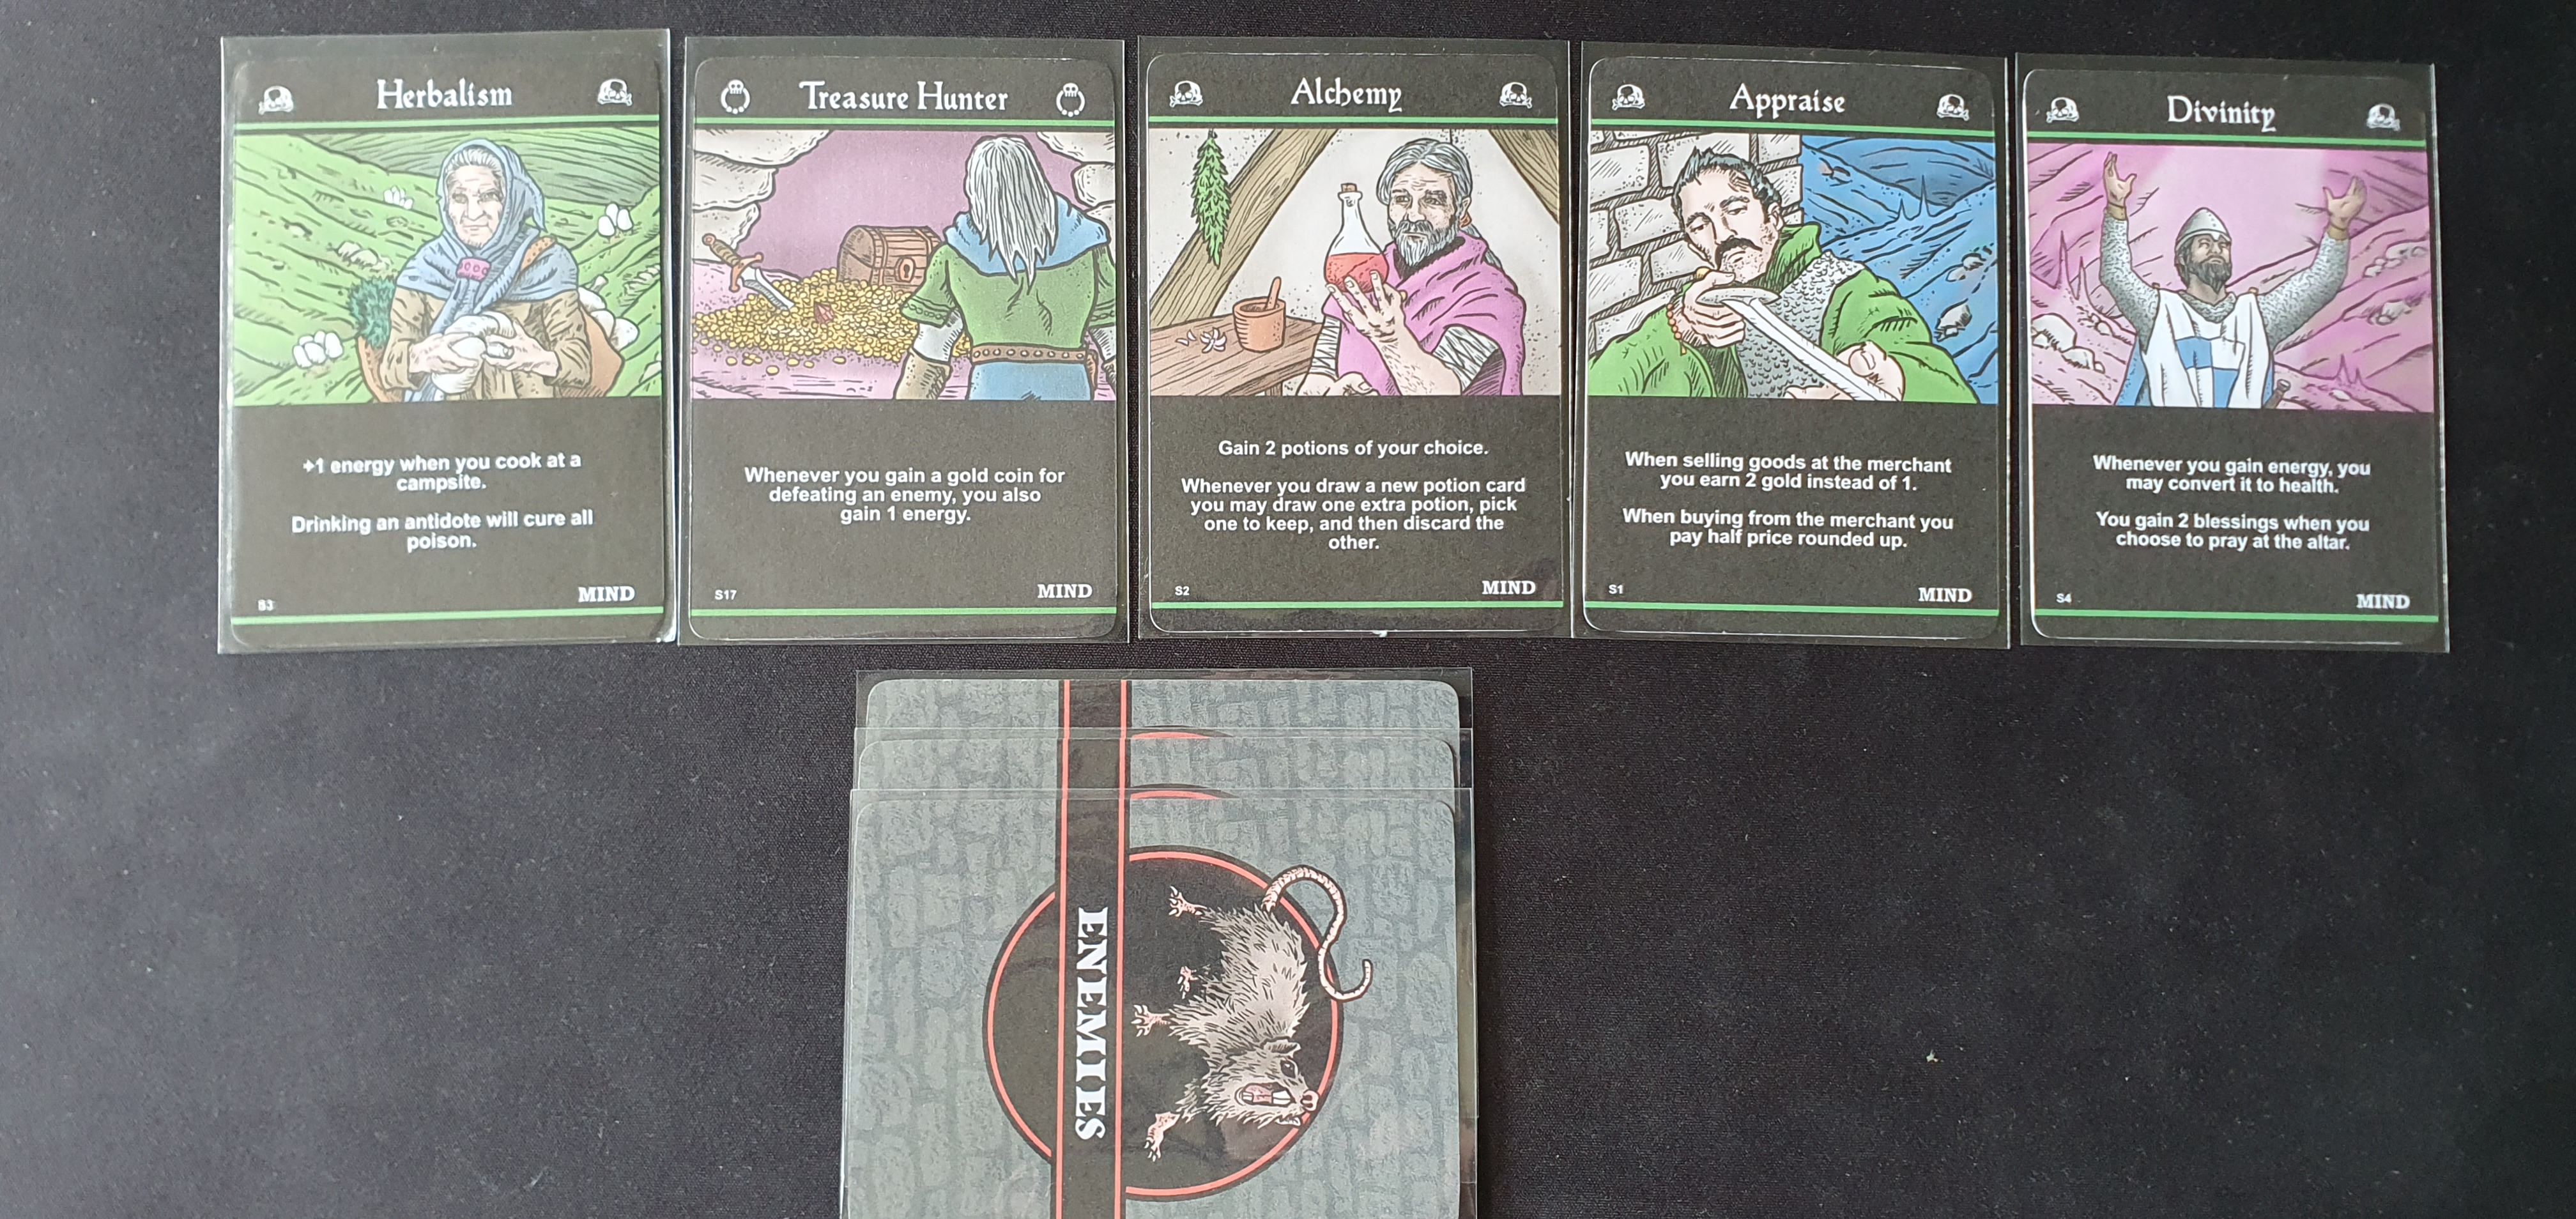 Herbalism
+1 energy when you cook at a
campsite.
Drinking an antidote will cure all
poison.
S3
MIND
Treasure Hunter
Whenever you gain a gold coin for
defeating an enemy, you also
gain 1 energy.
S17
MIND
Alchemy
Gain 2 potions of your choice.
Whenever you draw a new potion card
you may draw one extra potion, pick
one to keep, and then discard the
other.
S2
MIND
Appraise
When selling goods at the merchant
you earn 2 gold instead of 1.
When buying from the merchant you
pay half price rounded up.
S1
MIND
Divinity
Whenever you gain energy, you
may convert it to health.
You gain 2 blessings when you
choose to pray at the altar.
S4
MIND
ENEMIES